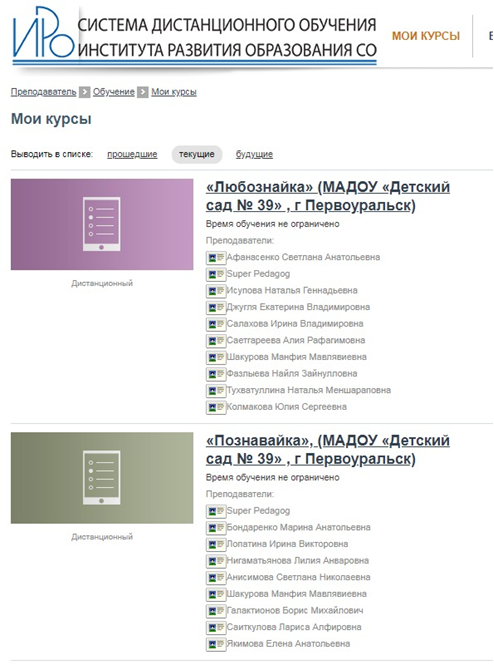 ИРО СИСТЕМА ДИСТАНЦИОННОГО ОБУЧЕНИЯ
ИНСТИТУТА РАЗВИТИЯ ОБРАЗОВАНИЯ СО
МОИ КУРСЫ
Преподаватель Обучение Мои курсы
Мои курсы
Выводить в списке: прошедшие текущие будущие
«Любознайка» (МАДОУ «Детский
сад № 39» , г Первоуральск)
Время обучения не ограничено
Преподаватели:
Афанасенко Светлана Анатольевна
Super Pedagog
Исупова Наталья Геннадьевна
Джугля Екатерина Владимировна
Салахова Ирина Владимировна
Саетгареева Алия Рафагимовна
Шакурова Манфия Мавлявиевна
Фазлыева Найля Зайнулловна
Тухватуллина Наталья Меншараповна
Колмакова Юлия Сергеевна
Дистанционный
«Познавайка», (МАДОУ «Детский
сад № 39» , г Первоуральск)
Время обучения не ограничено
Преподаватели:
Super Pedagog
Бондаренко Марина Анатольевна
Лопатина Ирина Викторовна
Нигаматьянова Лилия Анваровна
Анисимова Светлана Николаевна
Шакурова Манфия Мавлявиевна
Галактионов Борис Михайлович
Саиткулова Лариса Алфировна
Якимова Елена Анатольевна
Дистанционный